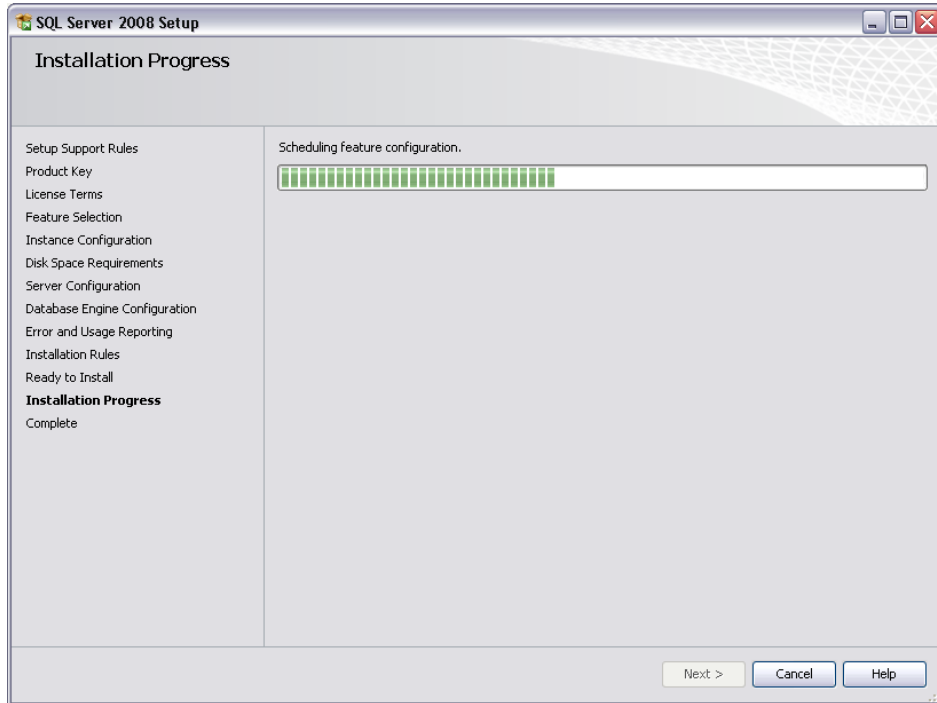 SQL Server 2008 Setup
Installation Progress
Setup Support Rules
Product Key
License Terms
Feature Selection
Instance Configuration
Disk Space Requirements
Server Configuration
Database Engine Configuration
Error and Usage Reporting
Installation Rules
Ready to Install
Installation Progress
Complete
Scheduling feature configuration.
Next >
Cancel
Help